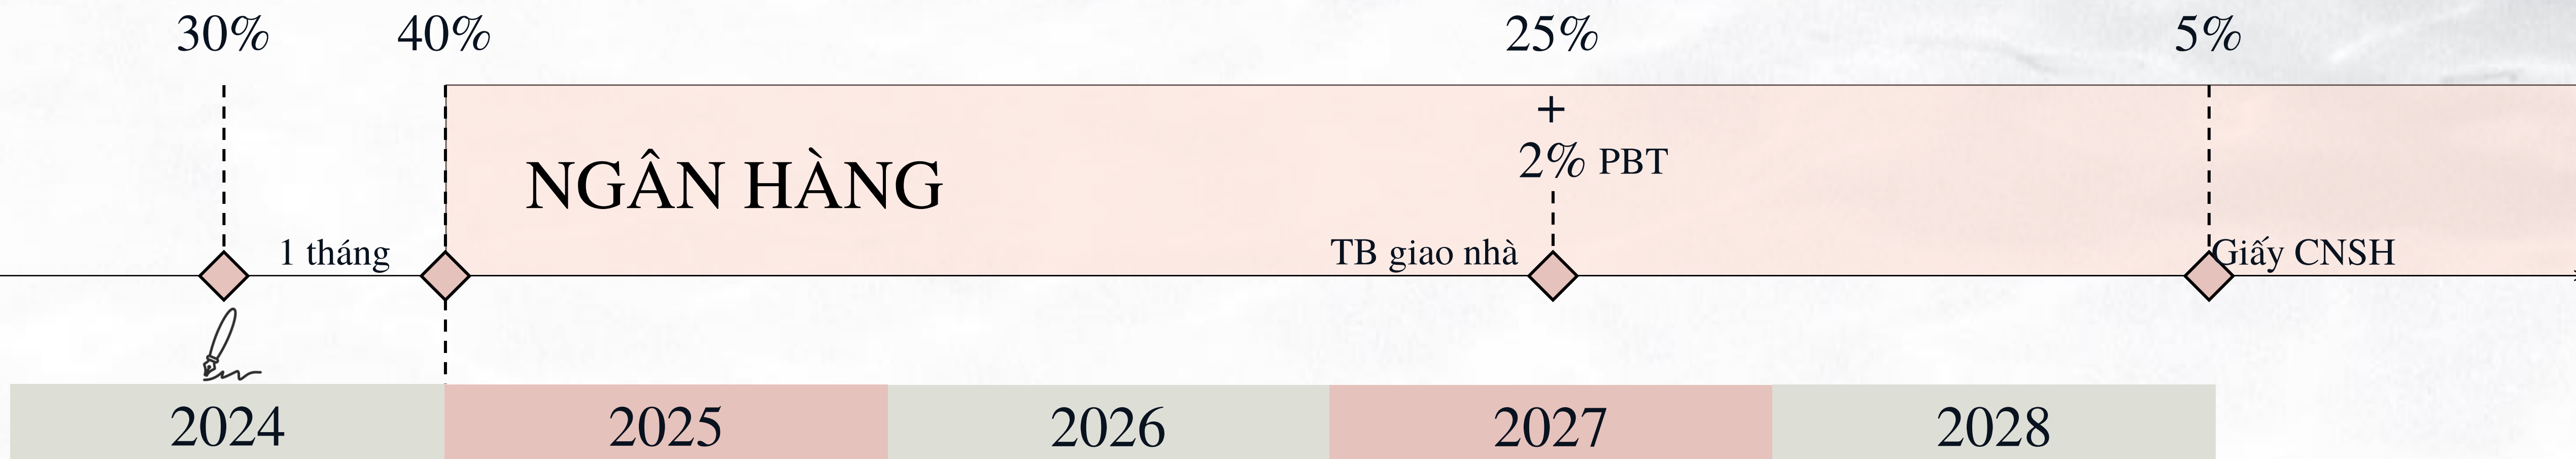 30%
40%
25%
5%
+
2% PBT
NGÂN HÀNG
1 tháng
TB giao nhà
Giấy CNSH
2024
2025
2026
2027
2028